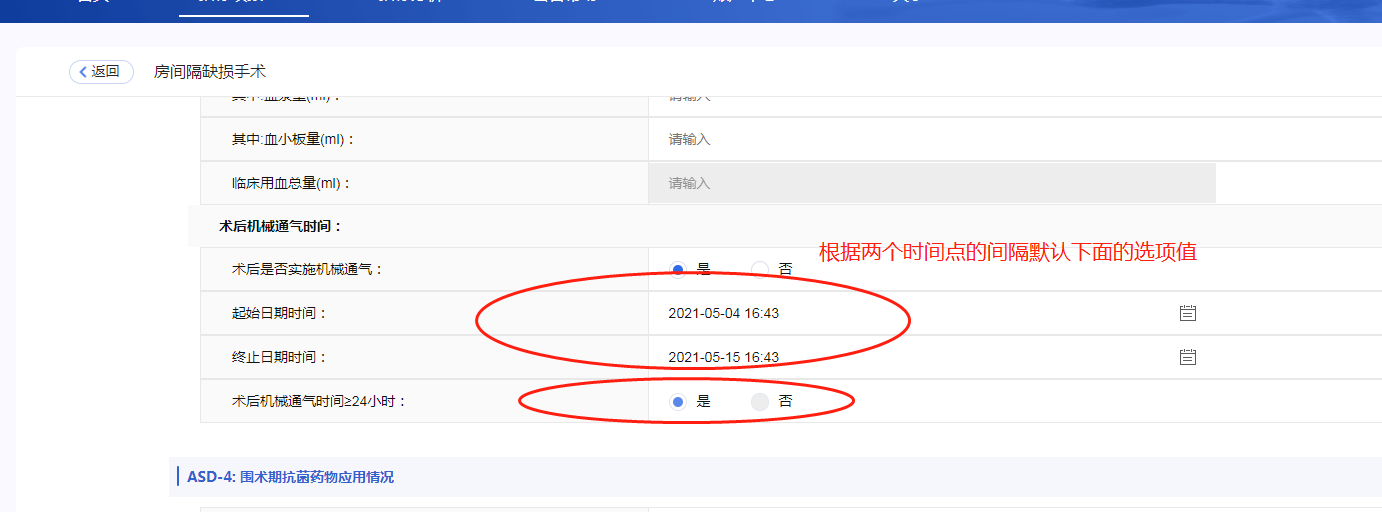 返回
房间隔缺损手术
请输入
其中:血小板量(ml)：
请输入
临床用血总量(ml)：
请输入
术后机械通气时间：
根据两个时间点的间隔默认下面的选项值
术后是否实施机械通气：
是
否
起始日期时间：
2021-05-04 16:43
终止日期时间：
2021-05-15 16:43
术后机械通气时间≥24小时：
是
否
ASD-4: 围术期抗菌药物应用情况